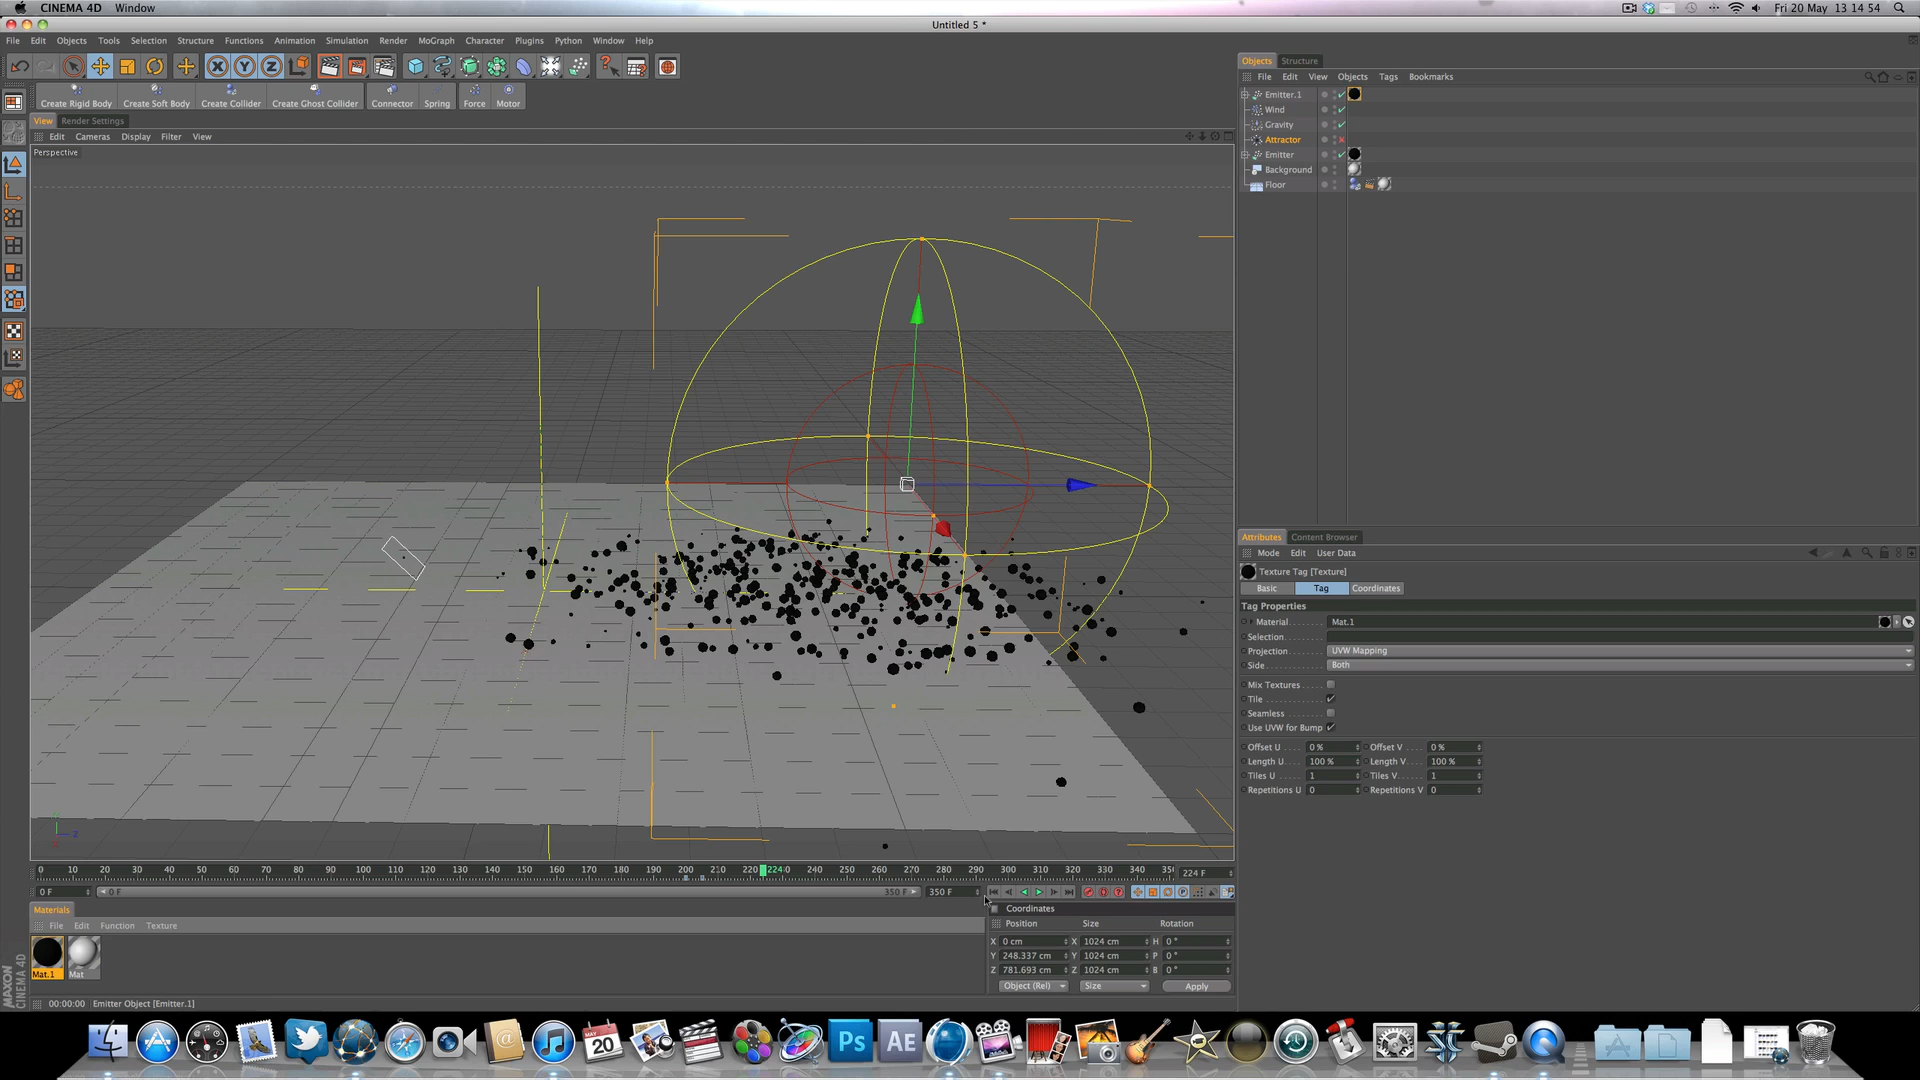 CINEMA 4D Window Fri 20 May 13 14 54
Untitled 5 *
File Edit Objects Tools Selection Structure Functions Animation Simulation Render MoGraph Character Plugins Python Window Help
X Y Z
Create Rigid Body Create Soft Body Create Collider Create Ghost Collider Connector Spring Force Motor
View Render Settings
Edit Cameras Display Filter View
Perspective
Objects Structure
File Edit View Objects Tags Bookmarks
Emitter.1
Wind
Gravity
Attractor
Emitter
Background
Floor
Attributes Content Browser
Mode Edit User Data
Texture Tag [Texture]
Basic Tag Coordinates
Tag Properties
Material Mat.1
Selection
Projection UVW Mapping
Side Both
Mix Textures
Tile
Seamless
Use UVW for Bump
Offset U 0 % Offset V 0 %
Length U 100 % Length V 100 %
Tiles U 1 Tiles V 1
Repetitions U 0 Repetitions V 0
Z
0 10 20 30 40 50 60 70 80 90 100 110 120 130 140 150 160 170 180 190 200 210 220 224 240 250 260 270 280 290 300 310 320 330 340 350 224 F
0 F 0 F 350 F 350 F
Materials
File Edit Function Texture
Mat.1 Mat
Coordinates
Position Size Rotation
X 0 cm X 1024 cm H 0 °
Y 248.337 cm Y 1024 cm P 0 °
Z 781.693 cm Z 1024 cm B 0 °
Object (Rel) Size Apply
MAXON
CINEMA 4D
00:00:00 Emitter Object [Emitter.1]
MAY
20
Ps AE